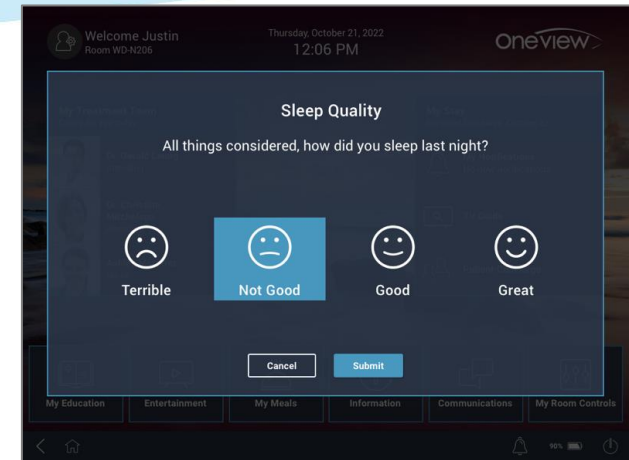 Welcome Justin
Room WD-N206
Thursday, October 21, 2022
12:06 PM
Oneview
Sleep Quality
All things considered, how did you sleep last night?
Terrible
Not Good
Good
Great
Cancel
Submit
My Education
Entertainment
My Meals
Information
Communications
My Room Controls
90%